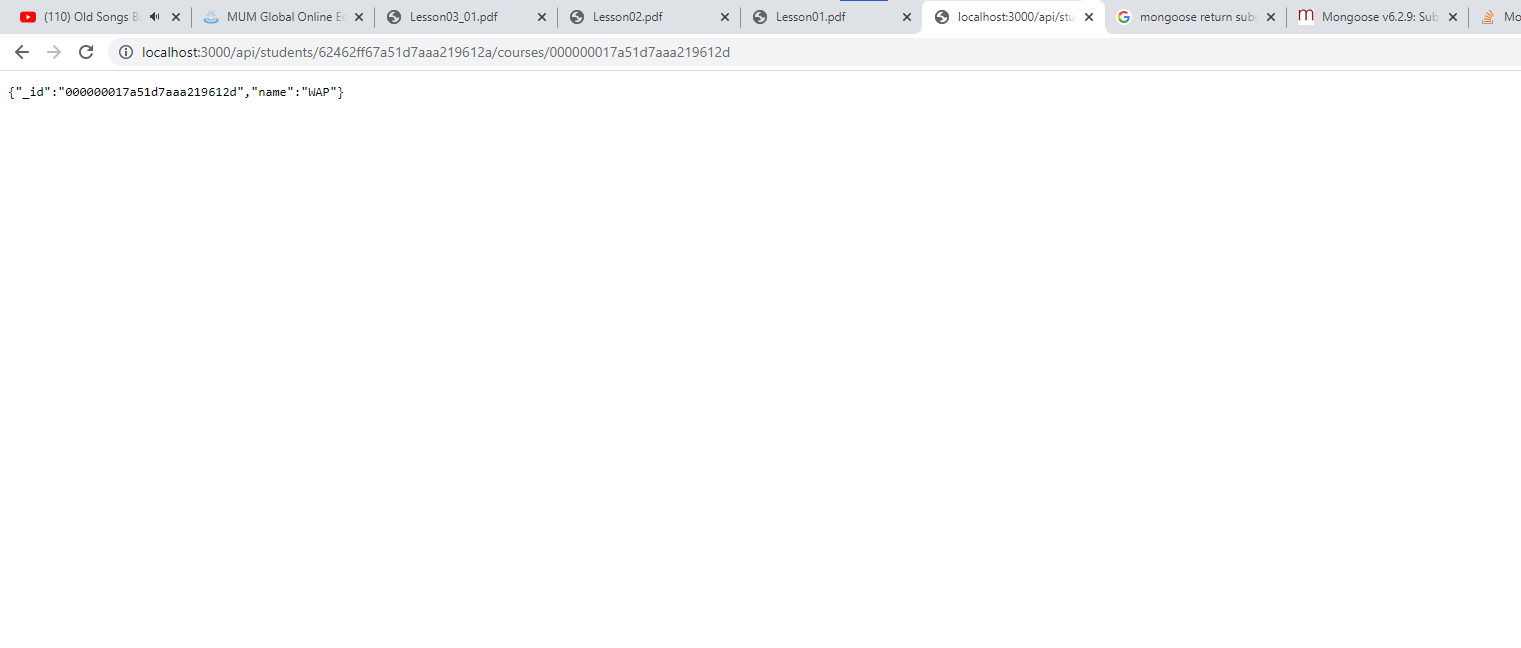 (110) Old Songs B
MUM Global Online Ec
Lesson03_01.pdf
Lesson02.pdf
Lesson01.pdf
localhost:3000/api/stu
mongoose return subc
Mongoose v6.2.9: Sub
Mo
localhost:3000/api/students/62462ff67a51d7aaa219612a/courses/000000017a51d7aaa219612d
{"_id":"000000017a51d7aaa219612d","name":"WAP"}